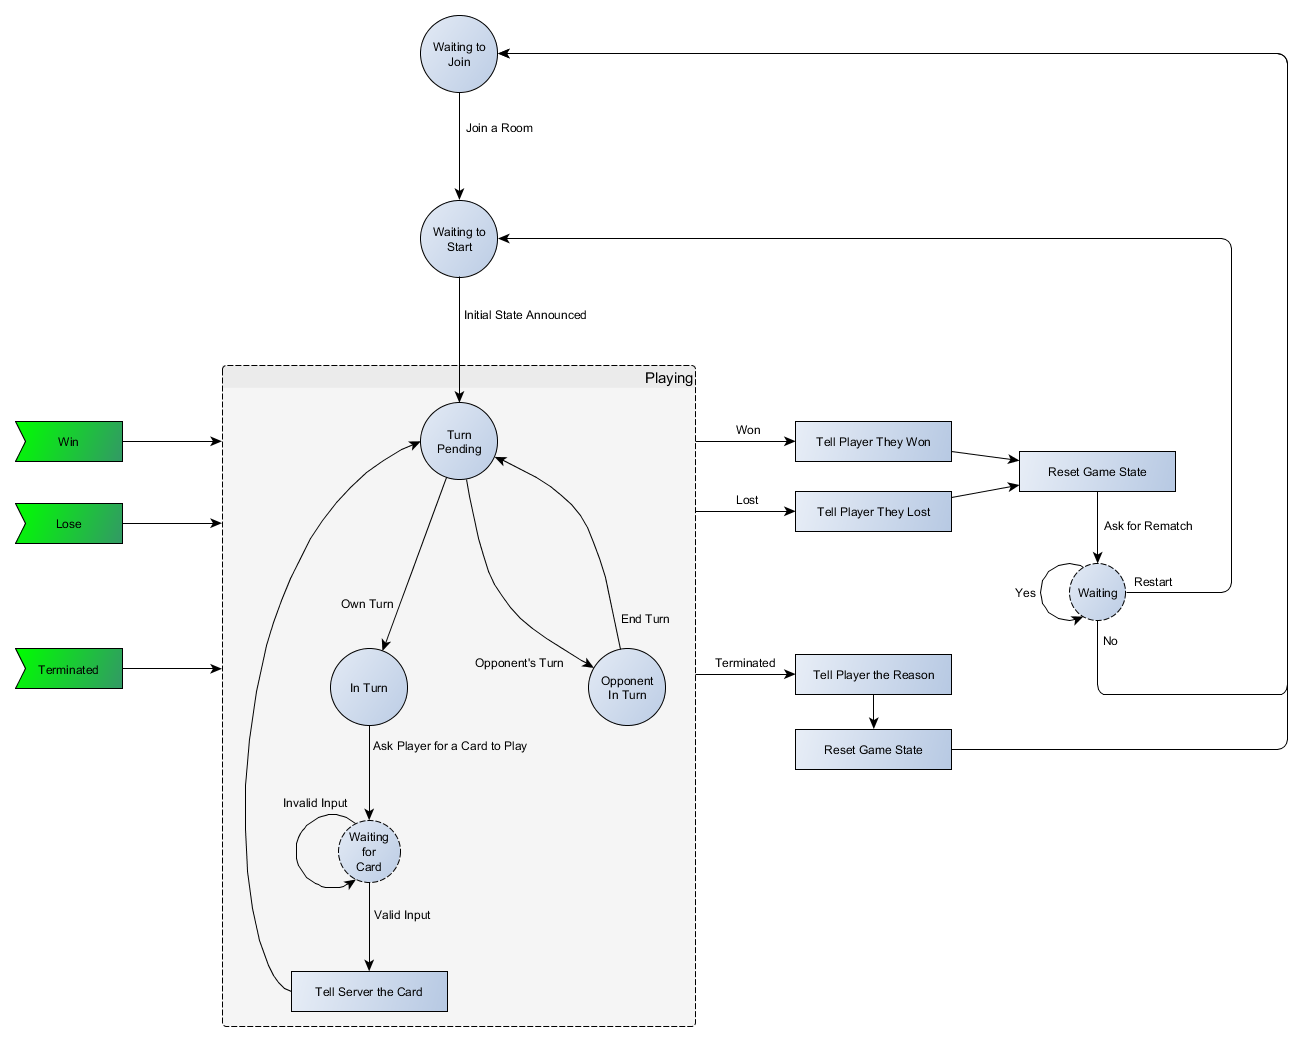 Waiting to
Join
Join a Room
Waiting to
Start
Initial State Announced
Playing
Turn
Pending
Win
Won
Tell Player They Won
Reset Game State
Lose
Lost
Tell Player They Lost
Ask for Rematch
Waiting
Yes
Restart
No
Own Turn
End Turn
Opponent's Turn
In Turn
Opponent
In Turn
Terminated
Terminated
Tell Player the Reason
Reset Game State
Ask Player for a Card to Play
Invalid Input
Waiting
for
Card
Valid Input
Tell Server the Card